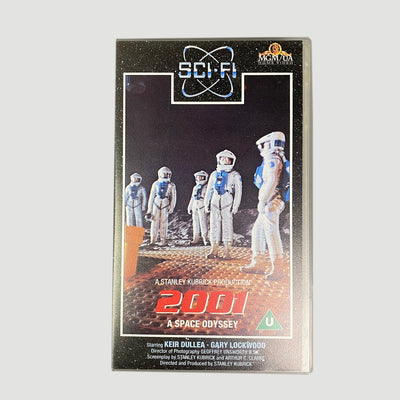 SCI-FI
MGM/UA
HOME VIDEO
A STANLEY KUBRICK PRODUCTION
2001
A SPACE ODYSSEY
U
Starring KEIR DULLEA · GARY LOCKWOOD
Director of Photography GEOFFREY UNSWORTH B.S.C.
Screenplay by STANLEY KUBRICK and ARTHUR C. CLARKE
Directed and Produced by STANLEY KUBRICK